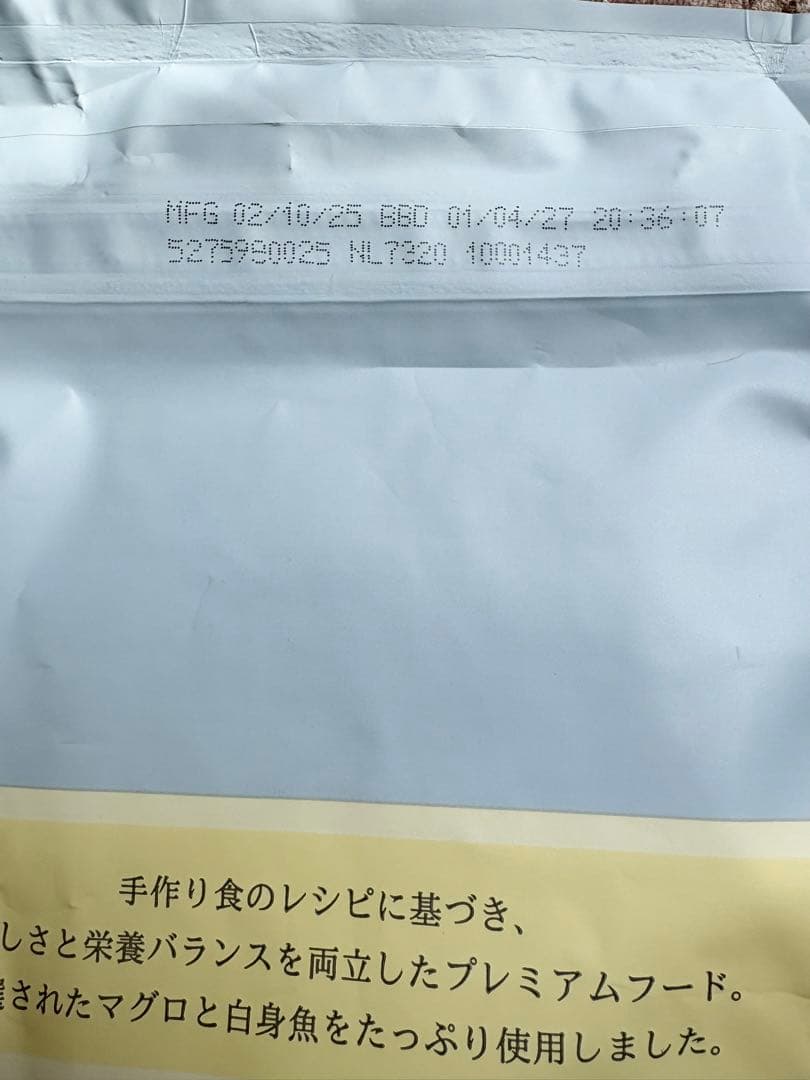 MFG 02/10/25 BBD 01/04/27 20:36:07
5275980025 NL7320 10001437
手作り食のレシピに基づき、
しさと栄養バランスを両立したプレミアムフード。
されたマグロと白身魚をたっぷり使用しました。